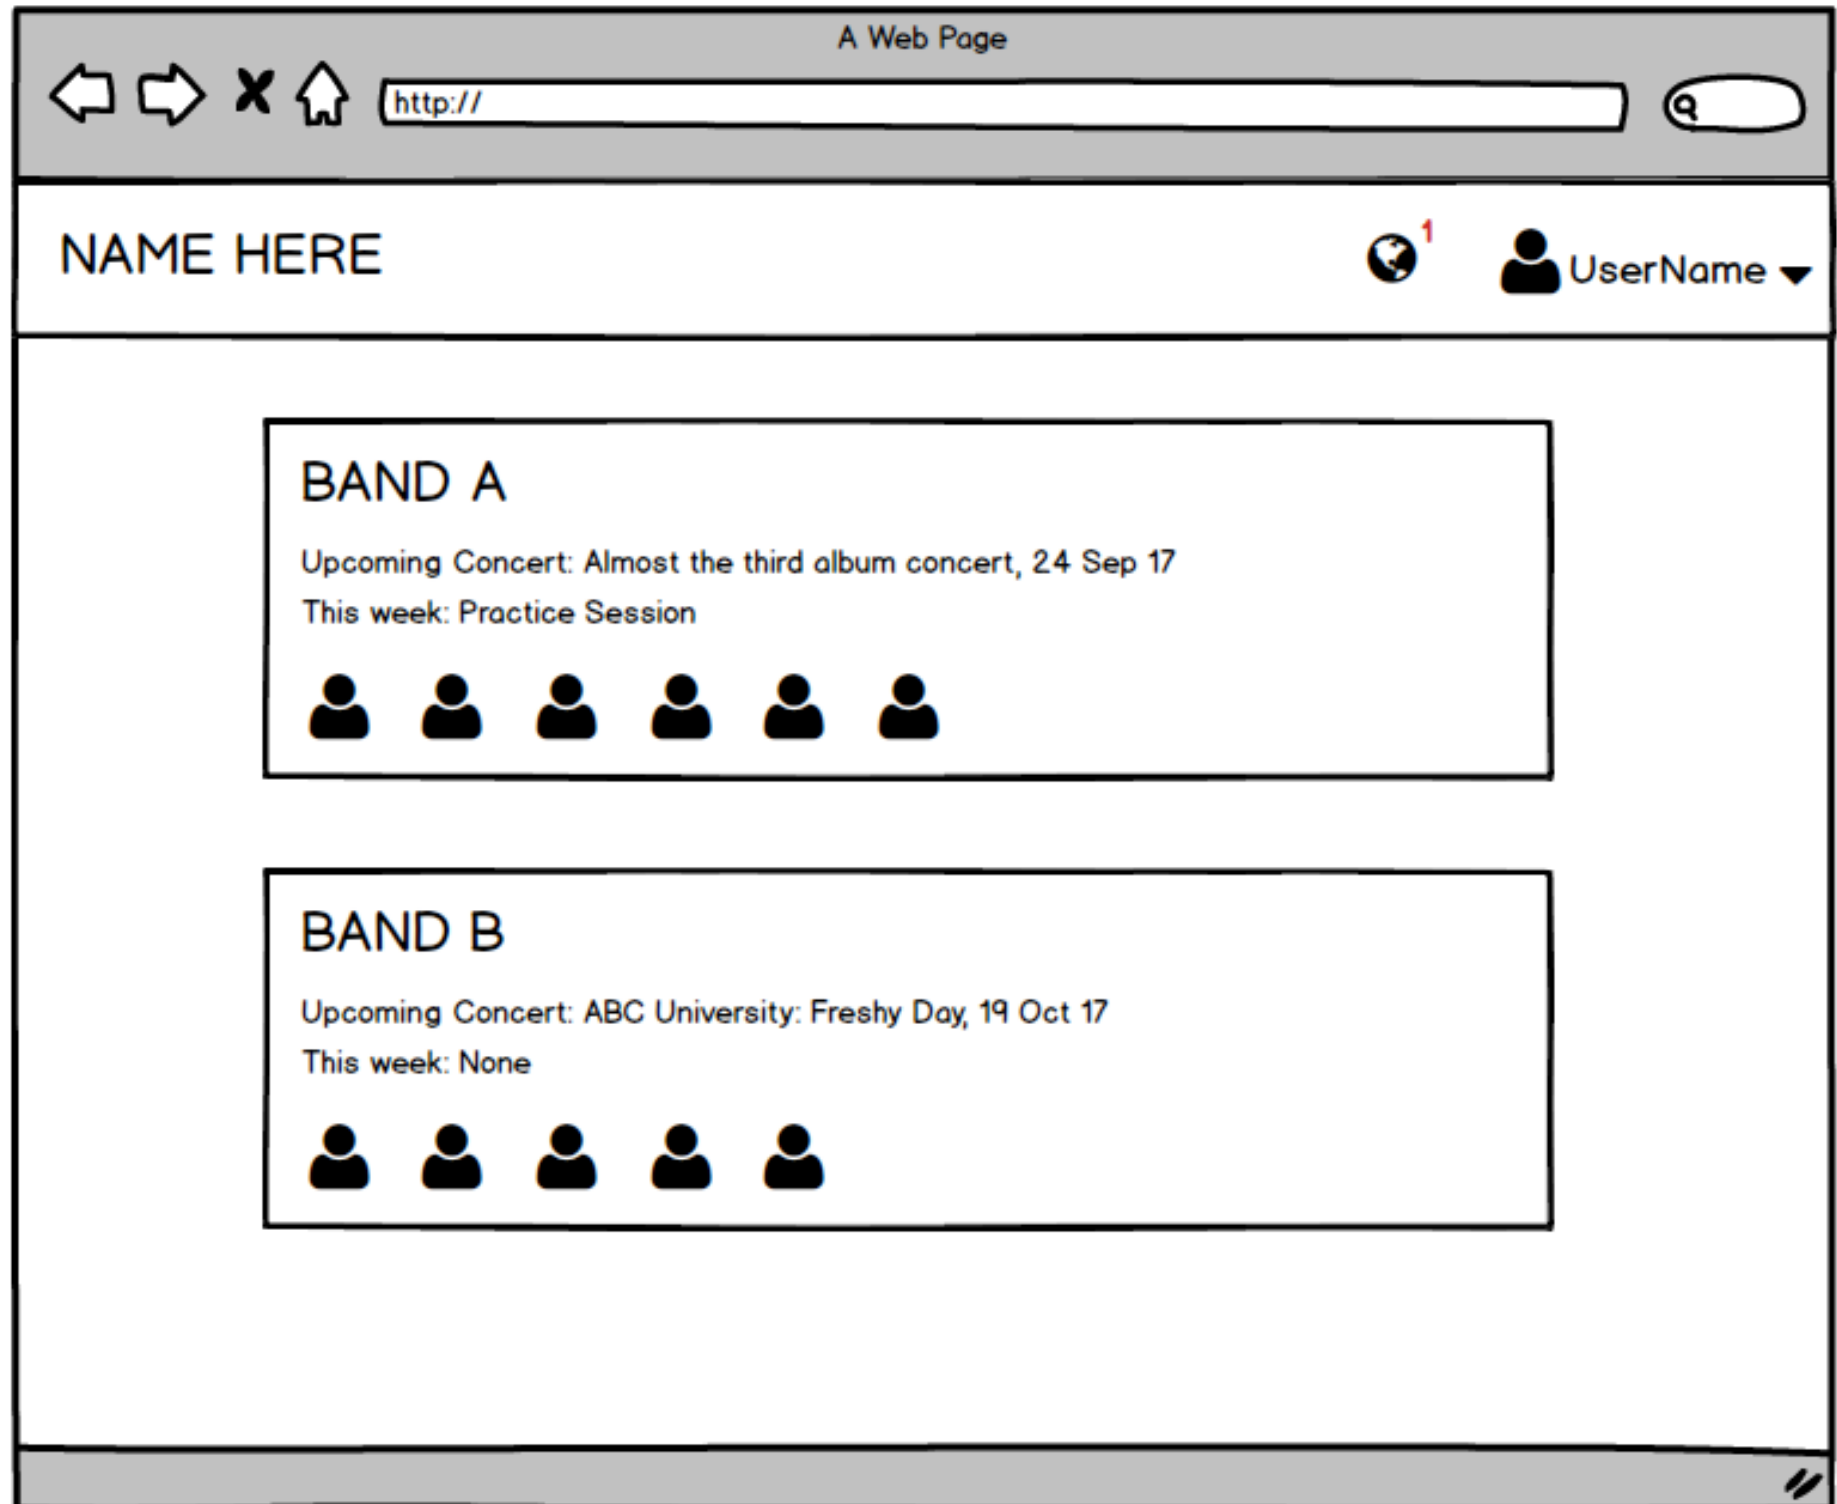 A Web Page
http://
NAME HERE
1
UserName
BAND A
Upcoming Concert: Almost the third album concert, 24 Sep 17
This week: Practice Session
BAND B
Upcoming Concert: ABC University: Freshy Day, 19 Oct 17
This week: None